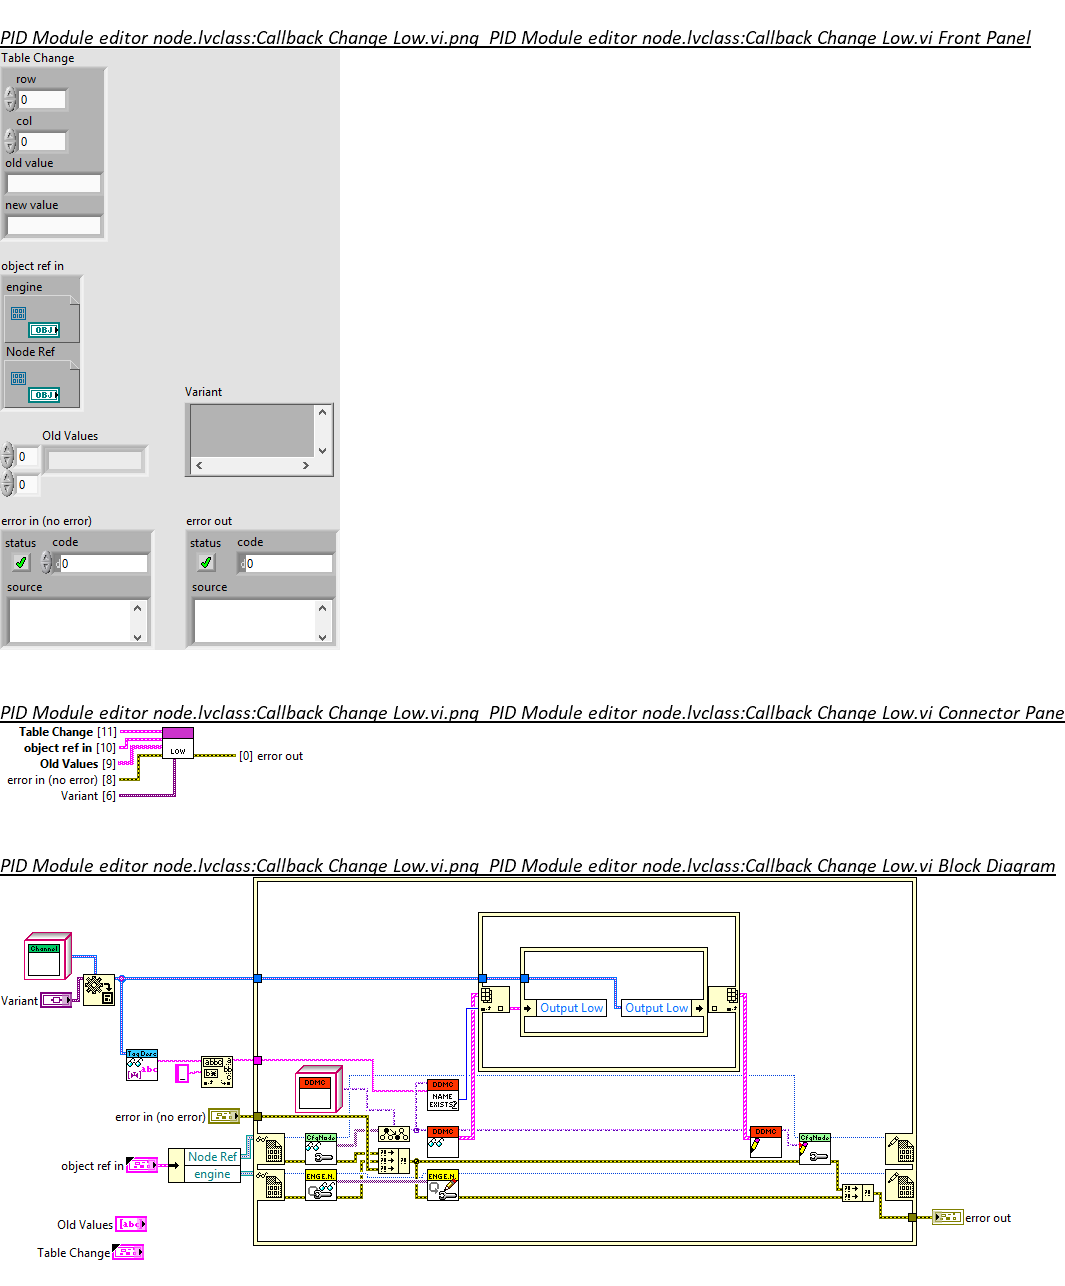 PID Module editor node.lvclass:Callback Change Low.vi.png PID Module editor node.lvclass:Callback Change Low.vi Front Panel
Table Change
row
0
col
0
old value
new value
object ref in
engine
OBJ
Node Ref
OBJ
Variant
Old Values
0
0
error in (no error)
status code
0
source
error out
status code
0
source
PID Module editor node.lvclass:Callback Change Low.vi.png PID Module editor node.lvclass:Callback Change Low.vi Connector Pane
Table Change [11]
object ref in [10]
Old Values [9]
error in (no error) [8]
Variant [6]
LOW
[0] error out
PID Module editor node.lvclass:Callback Change Low.vi.png PID Module editor node.lvclass:Callback Change Low.vi Block Diagram
Channel
Variant
Output Low
Output Low
Tag Desc
abc
DDMC
DDMC
NAME
EXISTS?
error in (no error)
CfgNode
DDMC
DDMC
CfgNode
object ref in
Node Ref
engine
ENGE.N
ENGE.N
Old Values
abc
Table Change
error out